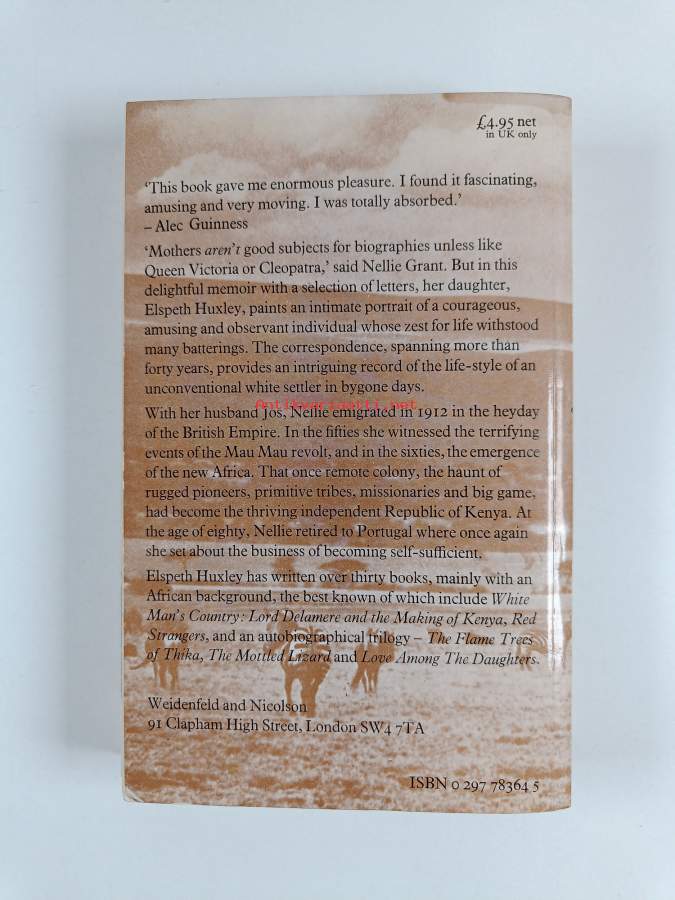 £4.95 net
in UK only
‘This book gave me enormous pleasure. I found it fascinating,
amusing and very moving. I was totally absorbed.’
– Alec Guinness
‘Mothers aren’t good subjects for biographies unless like
Queen Victoria or Cleopatra,’ said Nellie Grant. But in this
delightful memoir with a selection of letters, her daughter,
Elspeth Huxley, paints an intimate portrait of a courageous,
amusing and observant individual whose zest for life withstood
many batterings. The correspondence, spanning more than
forty years, provides an intriguing record of the life-style of an
unconventional white settler in bygone days.
Antikvariaatti.net
With her husband Jos, Nellie emigrated in 1912 in the heyday
of the British Empire. In the fifties she witnessed the terrifying
events of the Mau Mau revolt, and in the sixties, the emergence
of the new Africa. That once remote colony, the haunt of
rugged pioneers, primitive tribes, missionaries and big game,
had become the thriving independent Republic of Kenya. At
the age of eighty, Nellie retired to Portugal where once again
she set about the business of becoming self-sufficient.
Elspeth Huxley has written over thirty books, mainly with an
African background, the best known of which include White
Man’s Country: Lord Delamere and the Making of Kenya, Red
Strangers, and an autobiographical trilogy – The Flame Trees
of Thika, The Mottled Lizard and Love Among The Daughters.
Weidenfeld and Nicolson
91 Clapham High Street, London SW4 7TA
ISBN 0 297 78364 5